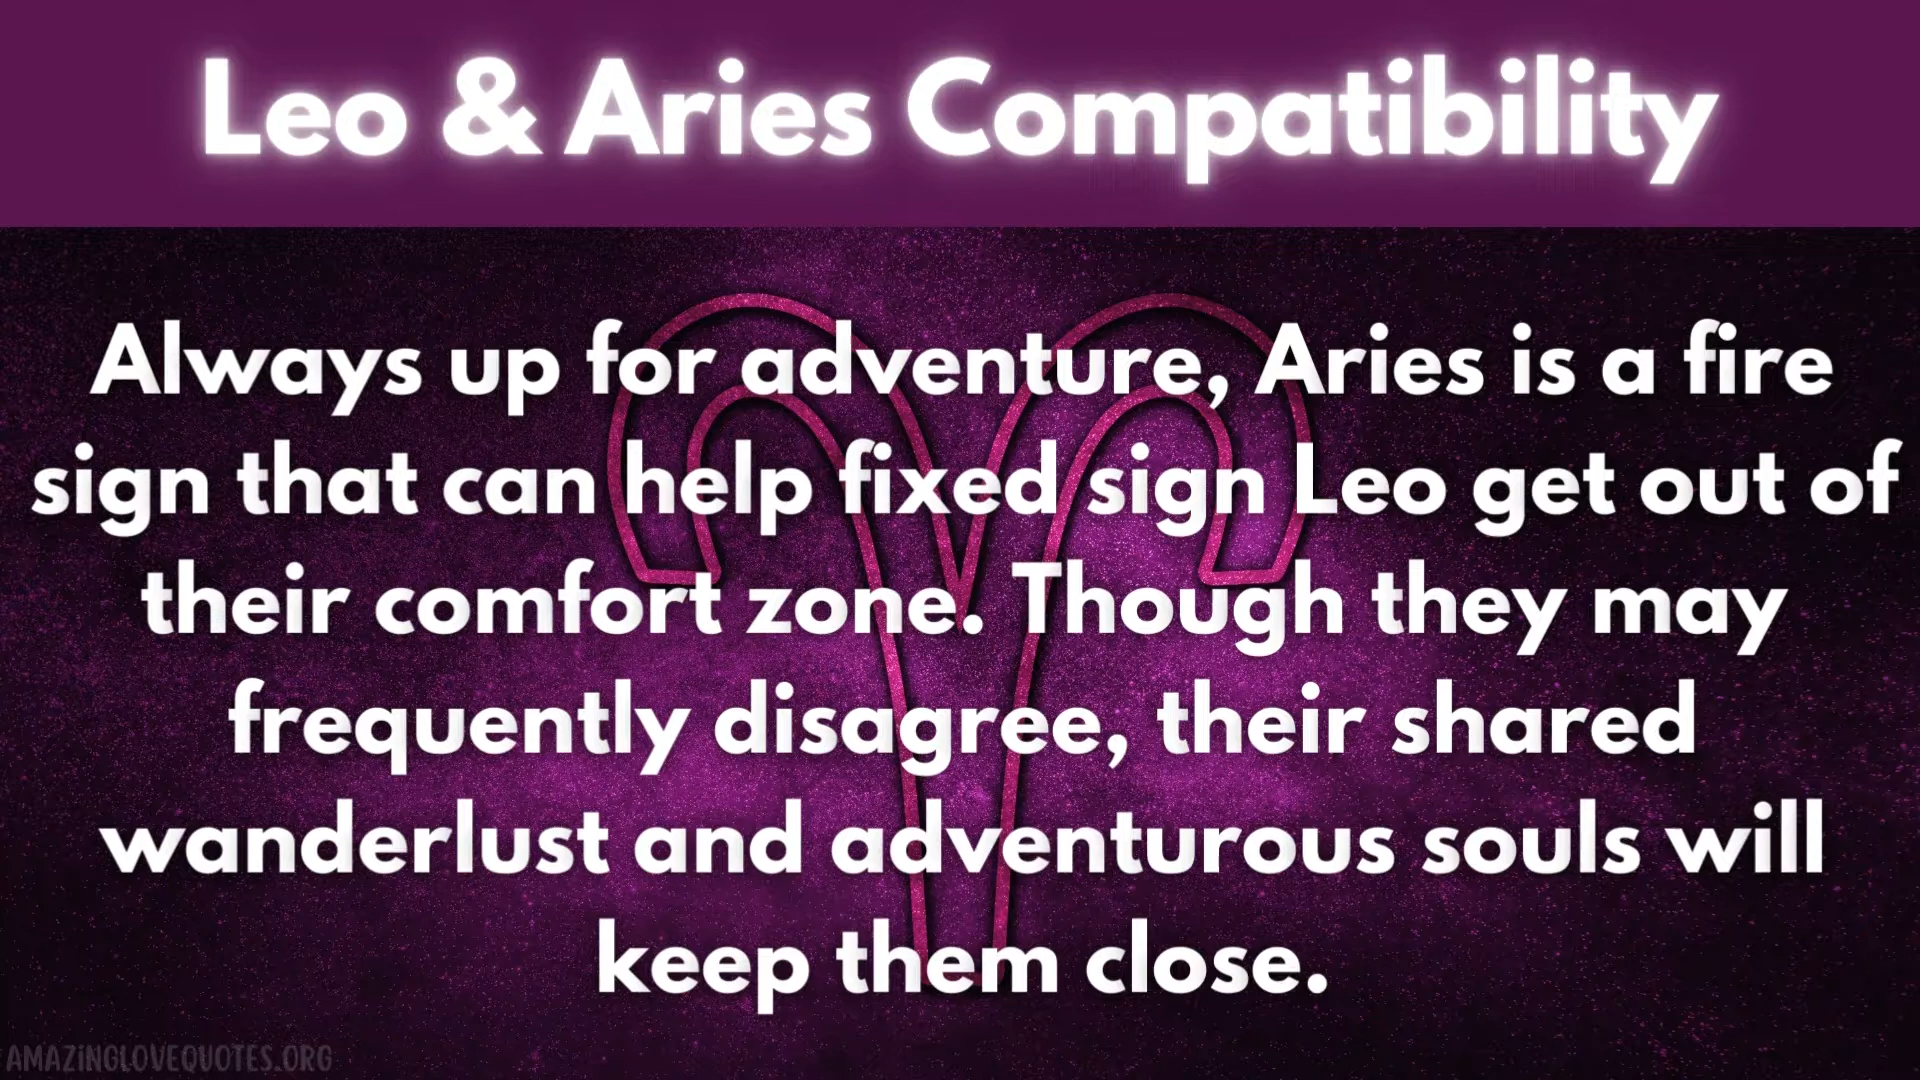 Leo & Aries Compatibility
Always up for adventure, Aries is a fire
sign that can help fixed sign Leo get out of
their comfort zone. Though they may
frequently disagree, their shared
wanderlust and adventurous souls will
keep them close.
AMAZINGLOVEQUOTES.ORG